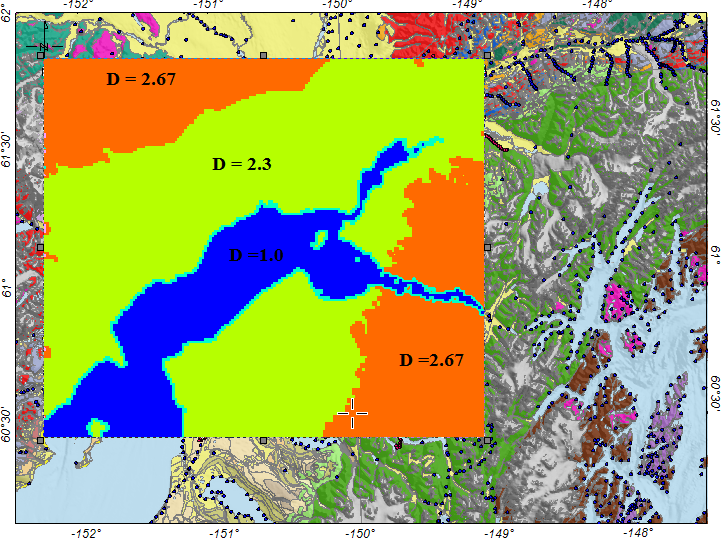 -152° -151° -150° -149° -148°
62°
D = 2.67
61°30'
61°30'
D = 2.3
D =1.0
61°
61°
D =2.67
60°30'
60°30'
-152° -151° -150° -149° -148°